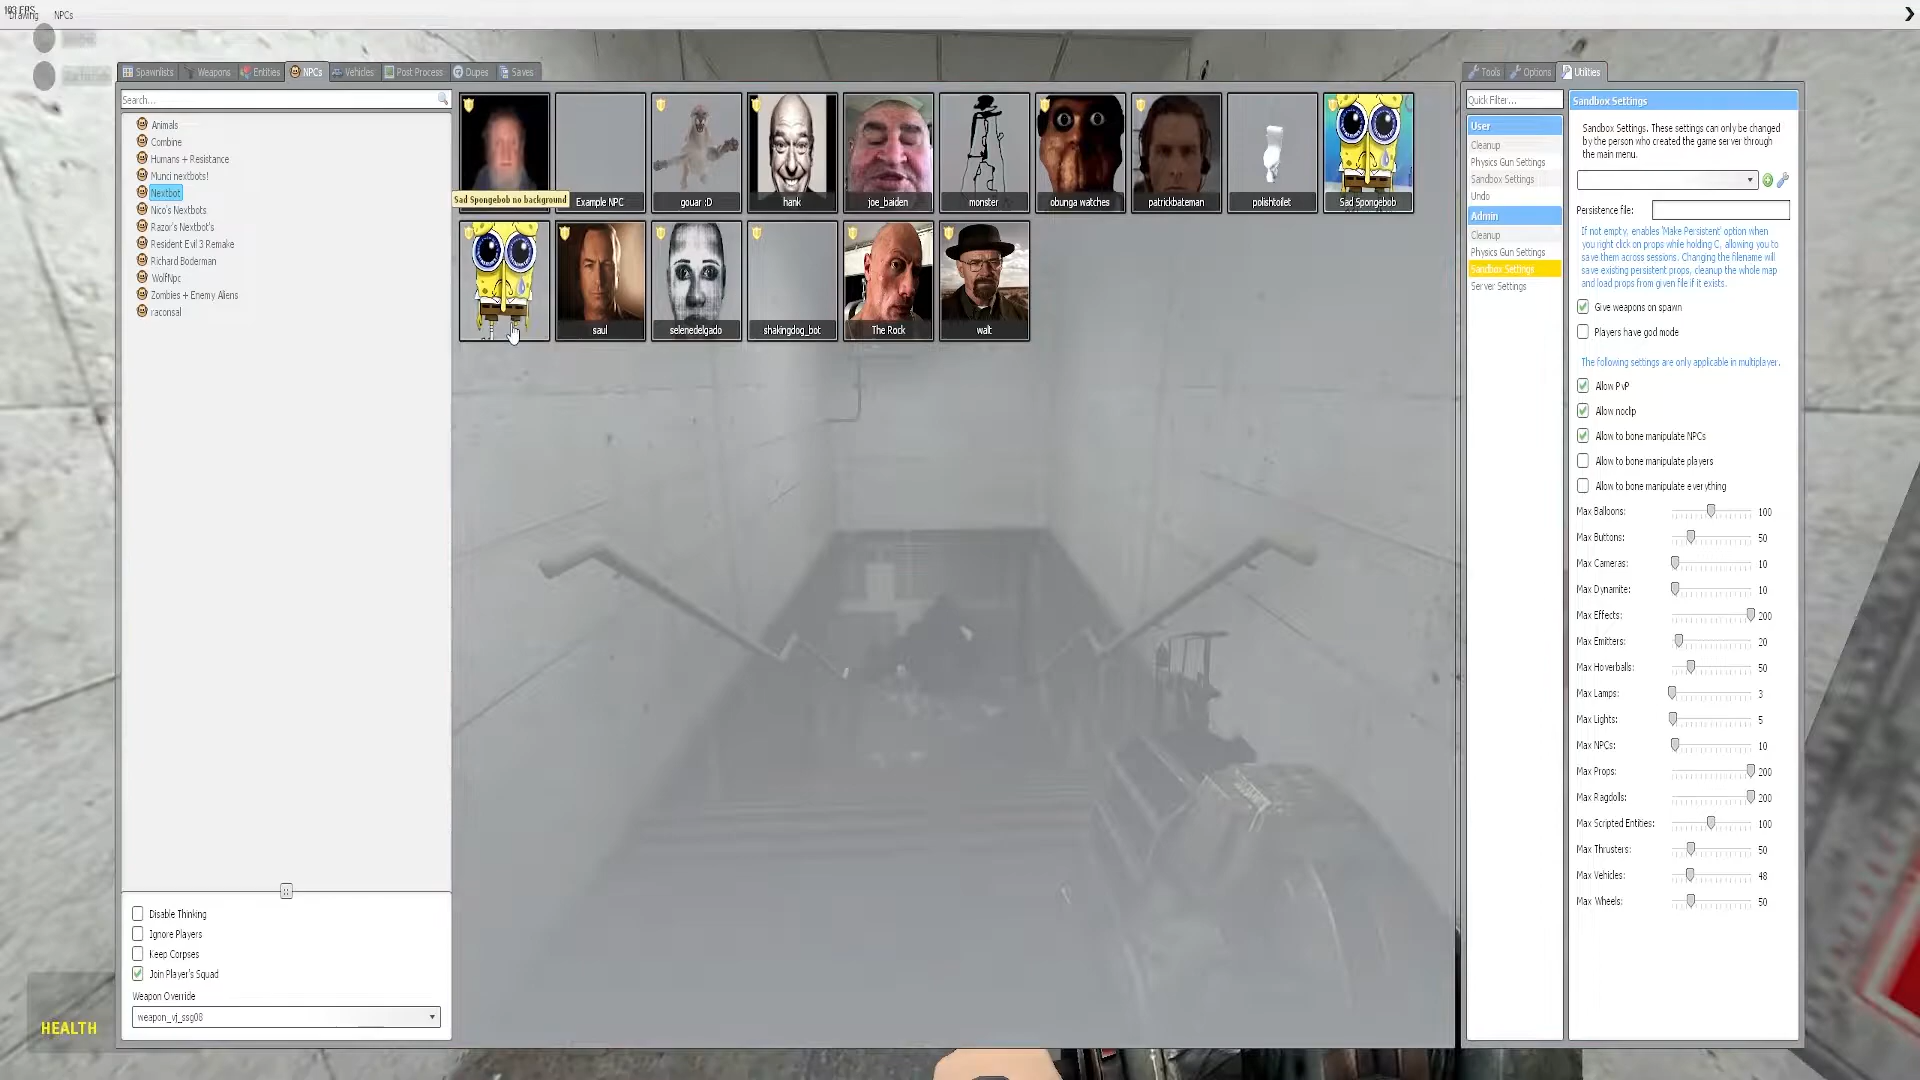 103 FPS
Drawing
NPCs
Spawnlists
Weapons
Entities
NPCs
Vehicles
Post Process
Dupes
Saves
Search...
Animals
Combine
Humans + Resistance
Munci nextbots!
Nextbot
Nico's Nextbots
Razor's Nextbot's
Resident Evil 3 Remake
Richard Boderman
WolfNpc
Zombies + Enemy Aliens
raconsal
Sad Spongebob no background
Example NPC
gouar :D
hank
joe_baiden
monster
obunga watches
patrickbateman
polishtoilet
Sad Spongebob
saul
selenedelgado
shakingdog_bot
The Rock
walt
Disable Thinking
Ignore Players
Keep Corpses
Join Player's Squad
Weapon Override
weapon_vj_ssg08
HEALTH
Tools
Options
Utilities
Quick Filter...
User
Cleanup
Physics Gun Settings
Sandbox Settings
Undo
Admin
Cleanup
Physics Gun Settings
Sandbox Settings
Server Settings
Sandbox Settings
Sandbox Settings. These settings can only be changed
by the person who created the game server through
the main menu.
Persistence file:
If not empty, enables 'Make Persistent' option when
you right click on props while holding C, allowing you to
save them across sessions. Changing the filename will
save existing persistent props, cleanup the whole map
and load props from given file if it exists.
Give weapons on spawn
Players have god mode
The following settings are only applicable in multiplayer.
Allow PvP
Allow noclip
Allow to bone manipulate NPCs
Allow to bone manipulate players
Allow to bone manipulate everything
Max Balloons: 100
Max Buttons: 50
Max Cameras: 10
Max Dynamite: 10
Max Effects: 200
Max Emitters: 20
Max Hoverballs: 50
Max Lamps: 3
Max Lights: 5
Max NPCs: 10
Max Props: 200
Max Ragdolls: 200
Max Scripted Entities: 100
Max Thrusters: 50
Max Vehicles: 48
Max Wheels: 50